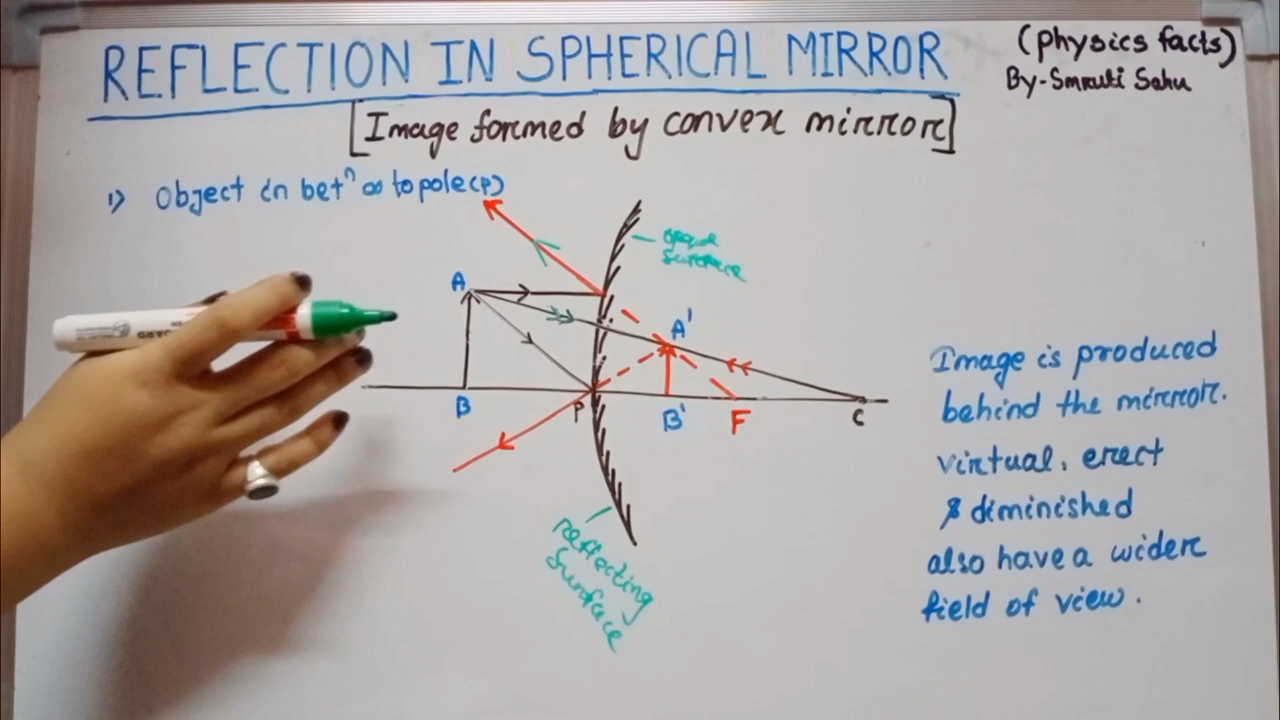 REFLECTION IN SPHERICAL MIRROR
(physics facts)
By-Smruti Sahu
[Image formed by convex mirror]
1) Object in betⁿ ∞ to pole(P)
surface
A
A'
B
P
B'
F
C
Reflecting
Surface
Image is produced
behind the mirror.
virtual, erect
& diminished
also have a wider
field of view.